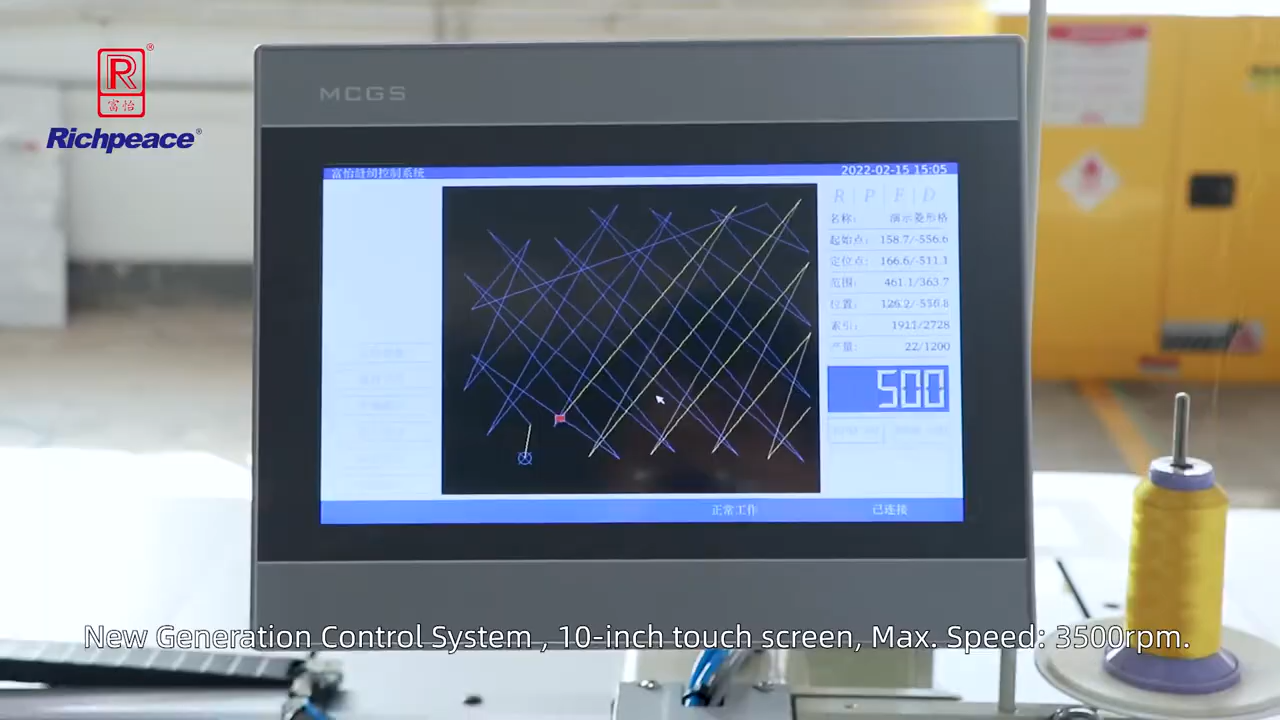 R
富怡
Richpeace
MCGS
富怡缝纫控制系统
2022-02-15 15:05
R P E D
名称: 演示菱形格
起始点: 158.7/-556.6
定位点: 166.6/-511.1
范围: 461.1/363.7
位置: 126.2/-556.8
索引: 1911/2728
产量: 22/1200
500
正常工作
已连接
New Generation Control System , 10-inch touch screen, Max. Speed: 3500rpm.